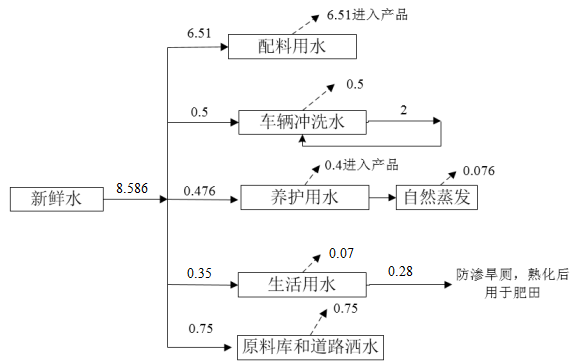 6.51进入产品
6.51
配料用水
0.5
0.5
车辆冲洗水
2
0.4进入产品
0.076
新鲜水
8.586
0.476
养护用水
自然蒸发
0.07
0.35
生活用水
0.28
防渗旱厕，熟化后
用于肥田
0.75
0.75
原料库和道路洒水